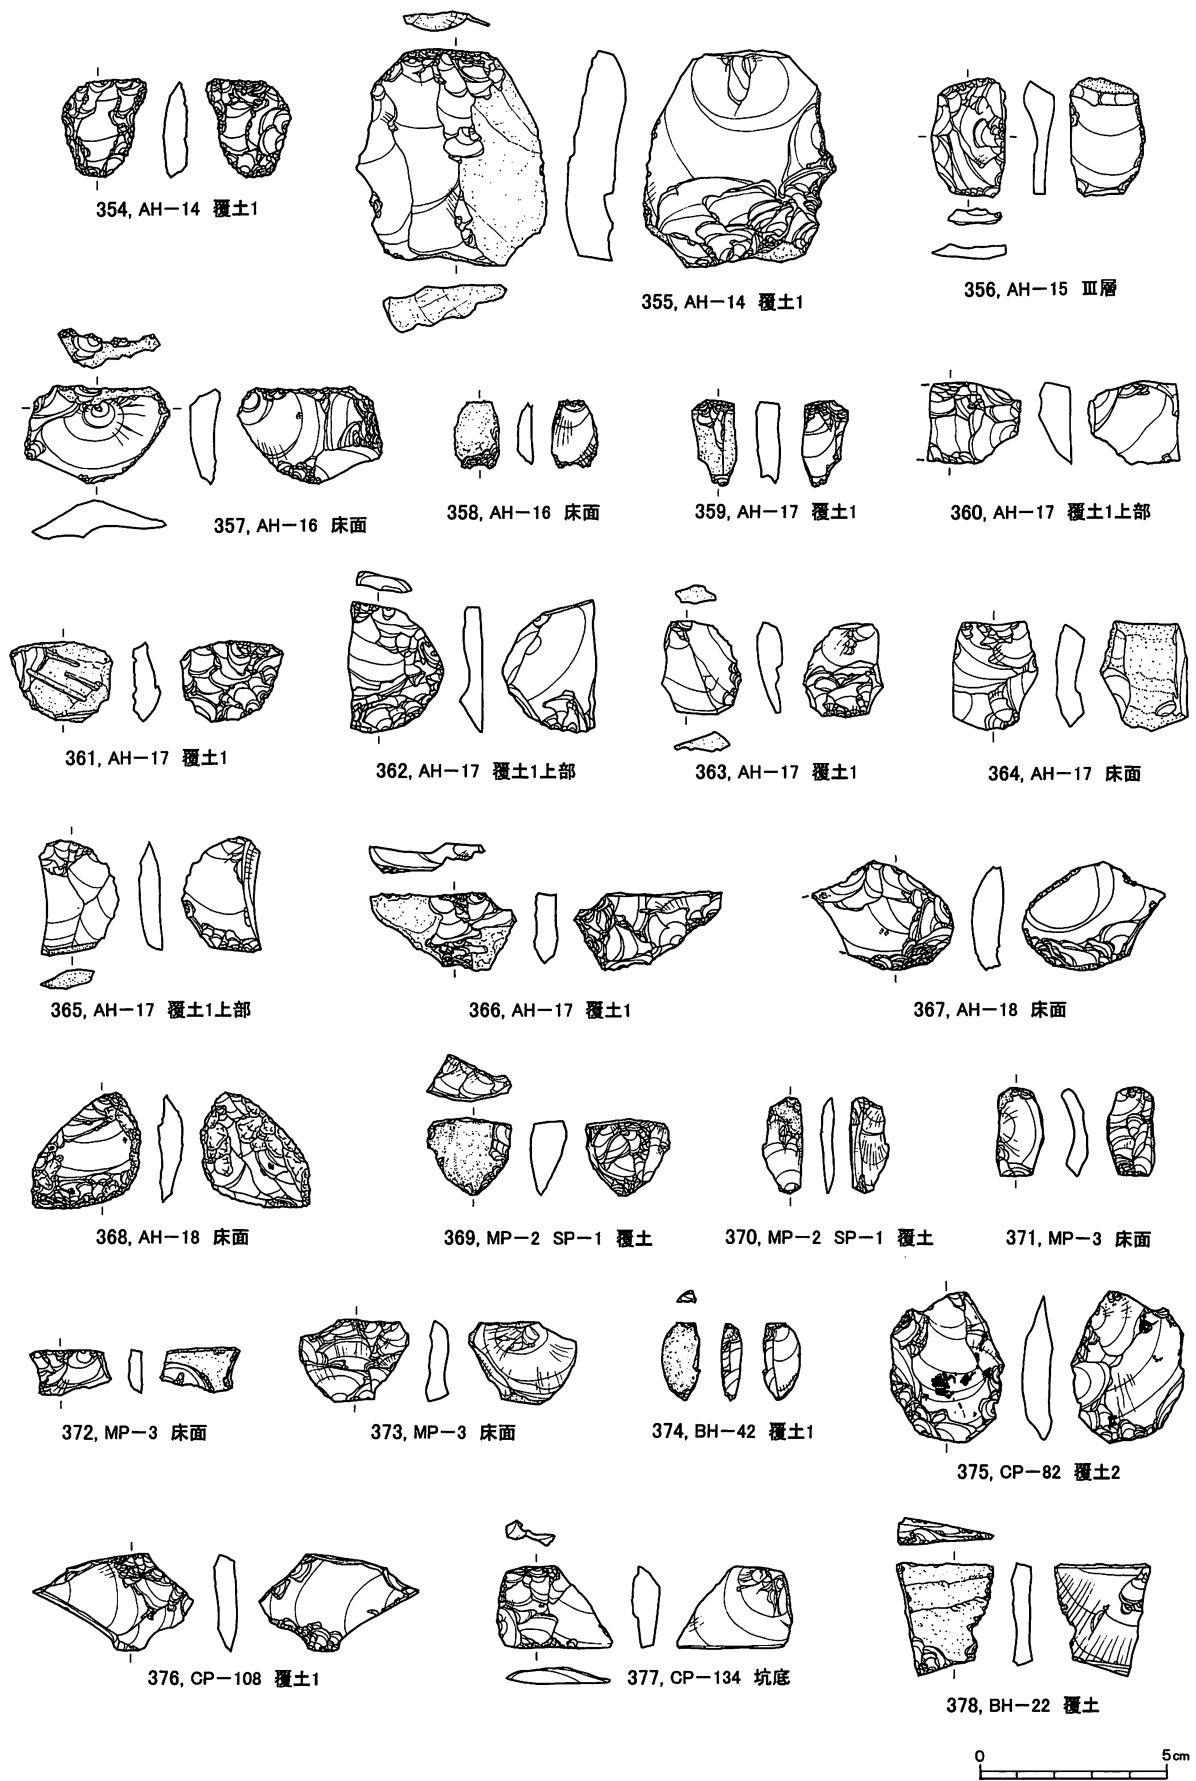 354, AH－14 覆土1
355, AH－14 覆土1
356, AH－15 Ⅲ層
357, AH－16 床面
358, AH－16 床面
359, AH－17 覆土1
360, AH－17 覆土1上部
361, AH－17 覆土1
362, AH－17 覆土1上部
363, AH－17 覆土1
364, AH－17 床面
365, AH－17 覆土1上部
366, AH－17 覆土1
367, AH－18 床面
368, AH－18 床面
369, MP－2 SP－1 覆土
370, MP－2 SP－1 覆土
371, MP－3 床面
372, MP－3 床面
373, MP－3 床面
374, BH－42 覆土1
375, CP－82 覆土2
376, CP－108 覆土1
377, CP－134 坑底
378, BH－22 覆土
0 5cm